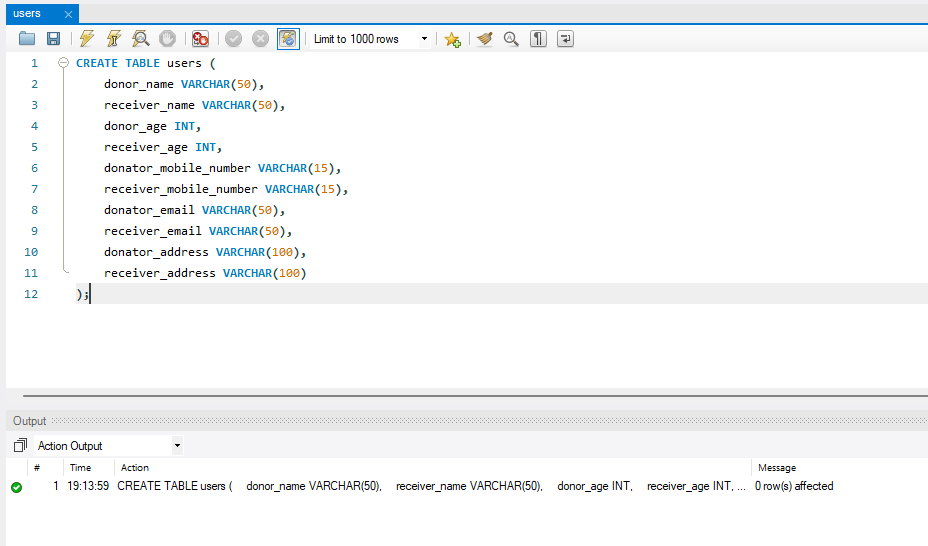 users
Limit to 1000 rows
1 CREATE TABLE users (
2 donor_name VARCHAR(50),
3 receiver_name VARCHAR(50),
4 donor_age INT,
5 receiver_age INT,
6 donator_mobile_number VARCHAR(15),
7 receiver_mobile_number VARCHAR(15),
8 donator_email VARCHAR(50),
9 receiver_email VARCHAR(50),
10 donator_address VARCHAR(100),
11 receiver_address VARCHAR(100)
12 );
Output
Action Output
# Time Action Message
1 19:13:59 CREATE TABLE users ( donor_name VARCHAR(50), receiver_name VARCHAR(50), donor_age INT, receiver_age INT, ... 0 row(s) affected